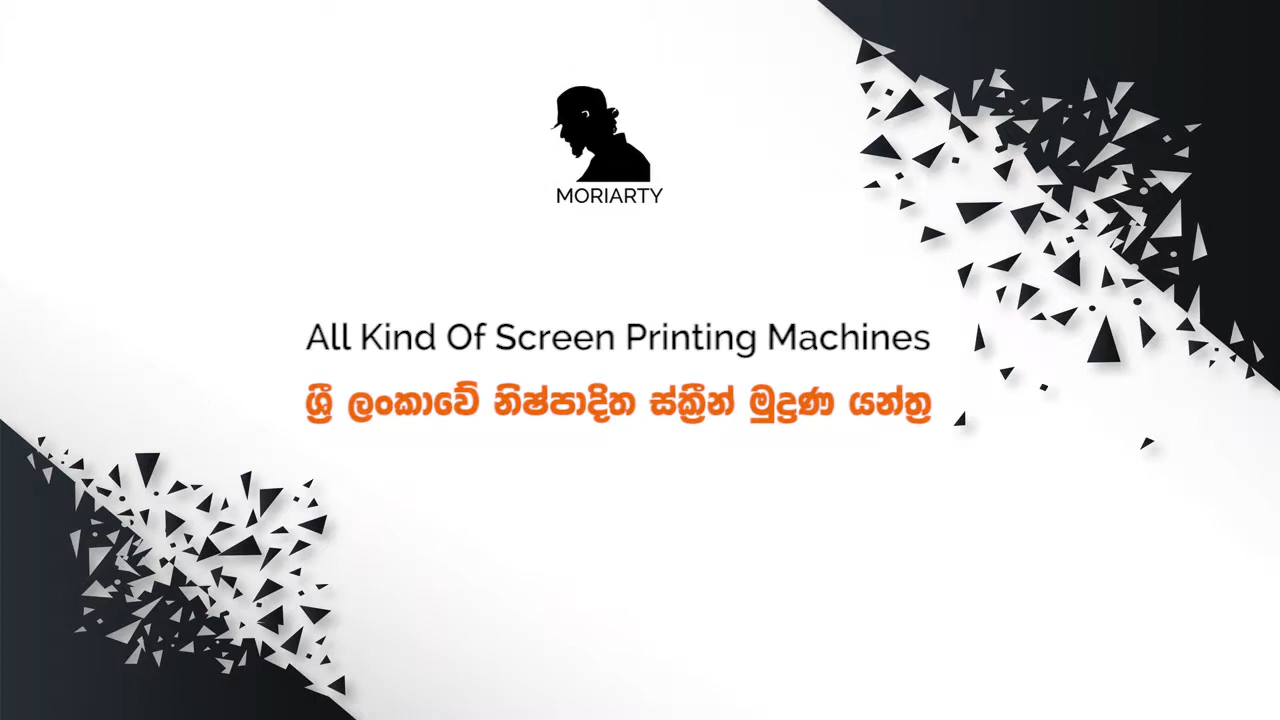 MORIARTY
All Kind Of Screen Printing Machines
ශ්‍රී ලංකාවේ නිෂ්පාදිත ස්ක්‍රීන් මුද්‍රණ යන්ත්‍ර